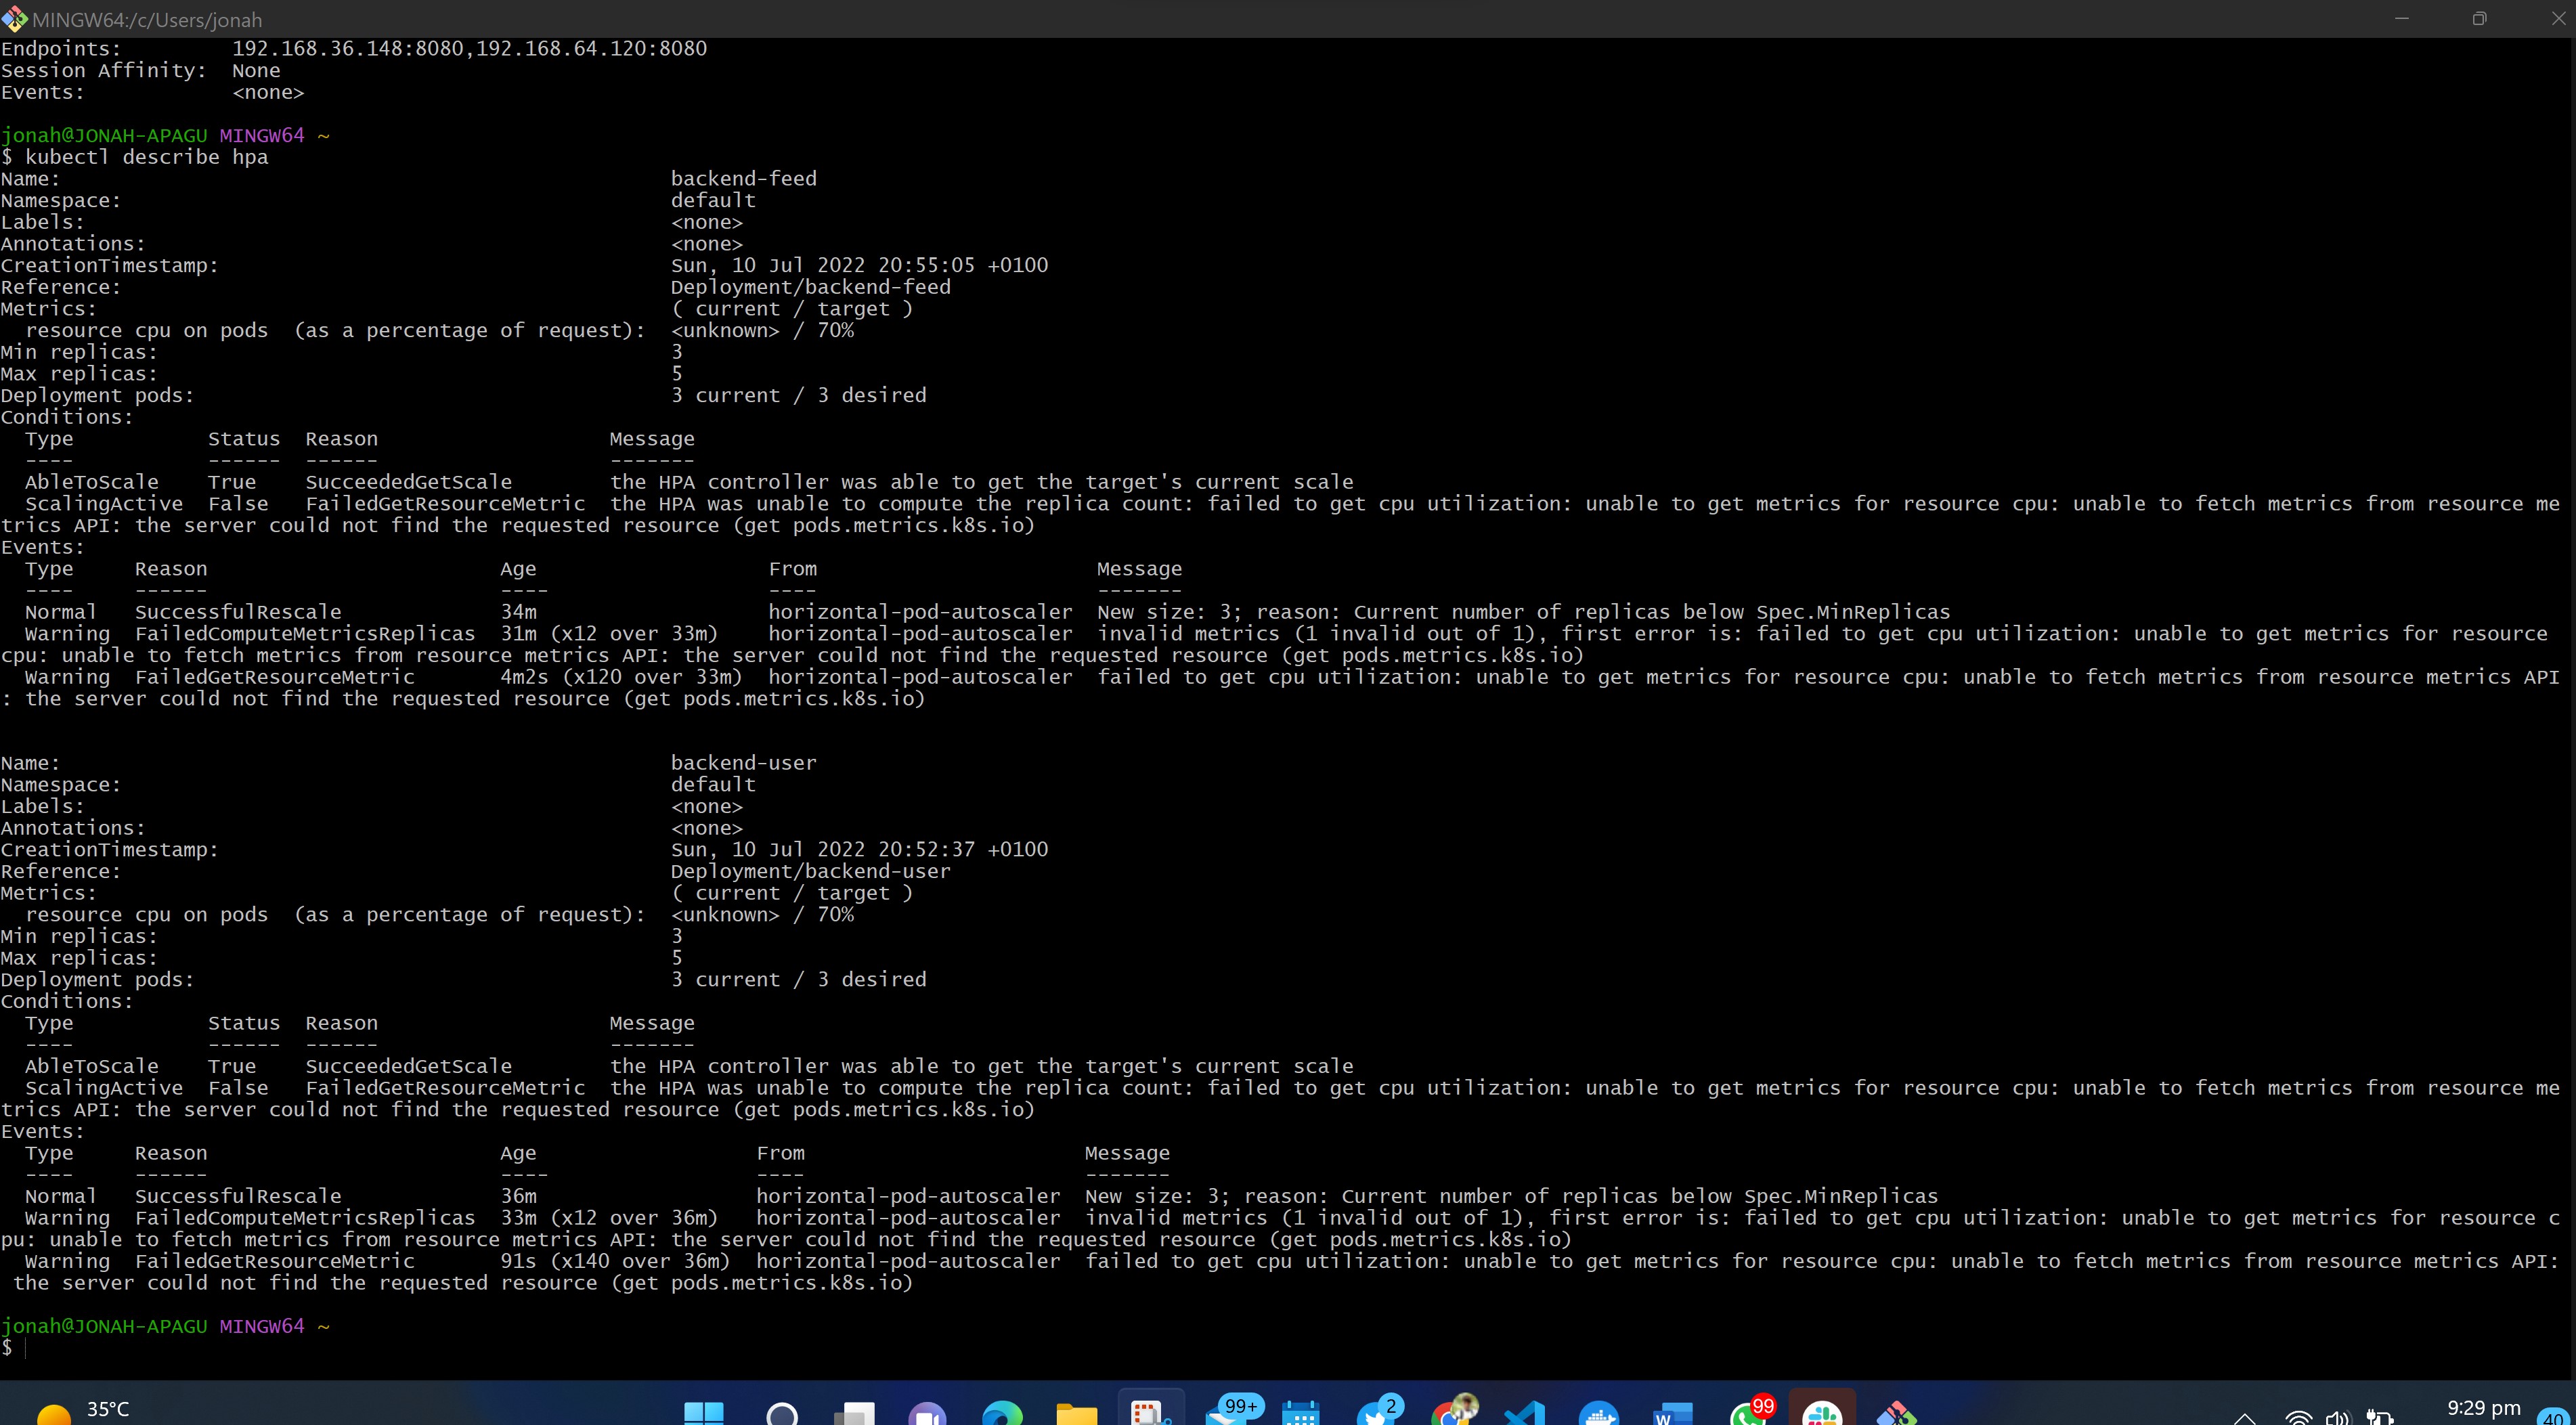 MINGW64:/c/Users/jonah
Endpoints:         192.168.36.148:8080,192.168.64.120:8080
Session Affinity:  None
Events:            <none>
jonah@JONAH-APAGU MINGW64 ~
$ kubectl describe hpa
Name:                                                  backend-feed
Namespace:                                             default
Labels:                                                <none>
Annotations:                                           <none>
CreationTimestamp:                                     Sun, 10 Jul 2022 20:55:05 +0100
Reference:                                             Deployment/backend-feed
Metrics:                                               ( current / target )
  resource cpu on pods  (as a percentage of request):  <unknown> / 70%
Min replicas:                                          3
Max replicas:                                          5
Deployment pods:                                       3 current / 3 desired
Conditions:
  Type           Status  Reason                   Message
  ----           ------  ------                   -------
  AbleToScale    True    SucceededGetScale        the HPA controller was able to get the target's current scale
  ScalingActive  False   FailedGetResourceMetric  the HPA was unable to compute the replica count: failed to get cpu utilization: unable to get metrics for resource cpu: unable to fetch metrics from resource me
trics API: the server could not find the requested resource (get pods.metrics.k8s.io)
Events:
  Type     Reason                        Age                   From                       Message
  ----     ------                        ----                  ----                       -------
  Normal   SuccessfulRescale             34m                   horizontal-pod-autoscaler  New size: 3; reason: Current number of replicas below Spec.MinReplicas
  Warning  FailedComputeMetricsReplicas  31m (x12 over 33m)    horizontal-pod-autoscaler  invalid metrics (1 invalid out of 1), first error is: failed to get cpu utilization: unable to get metrics for resource
cpu: unable to fetch metrics from resource metrics API: the server could not find the requested resource (get pods.metrics.k8s.io)
  Warning  FailedGetResourceMetric       4m2s (x120 over 33m)  horizontal-pod-autoscaler  failed to get cpu utilization: unable to get metrics for resource cpu: unable to fetch metrics from resource metrics API
: the server could not find the requested resource (get pods.metrics.k8s.io)
Name:                                                  backend-user
Namespace:                                             default
Labels:                                                <none>
Annotations:                                           <none>
CreationTimestamp:                                     Sun, 10 Jul 2022 20:52:37 +0100
Reference:                                             Deployment/backend-user
Metrics:                                               ( current / target )
  resource cpu on pods  (as a percentage of request):  <unknown> / 70%
Min replicas:                                          3
Max replicas:                                          5
Deployment pods:                                       3 current / 3 desired
Conditions:
  Type           Status  Reason                   Message
  ----           ------  ------                   -------
  AbleToScale    True    SucceededGetScale        the HPA controller was able to get the target's current scale
  ScalingActive  False   FailedGetResourceMetric  the HPA was unable to compute the replica count: failed to get cpu utilization: unable to get metrics for resource cpu: unable to fetch metrics from resource me
trics API: the server could not find the requested resource (get pods.metrics.k8s.io)
Events:
  Type     Reason                        Age                  From                       Message
  ----     ------                        ----                 ----                       -------
  Normal   SuccessfulRescale             36m                  horizontal-pod-autoscaler  New size: 3; reason: Current number of replicas below Spec.MinReplicas
  Warning  FailedComputeMetricsReplicas  33m (x12 over 36m)   horizontal-pod-autoscaler  invalid metrics (1 invalid out of 1), first error is: failed to get cpu utilization: unable to get metrics for resource c
pu: unable to fetch metrics from resource metrics API: the server could not find the requested resource (get pods.metrics.k8s.io)
  Warning  FailedGetResourceMetric       91s (x140 over 36m)  horizontal-pod-autoscaler  failed to get cpu utilization: unable to get metrics for resource cpu: unable to fetch metrics from resource metrics API:
 the server could not find the requested resource (get pods.metrics.k8s.io)
jonah@JONAH-APAGU MINGW64 ~
$
35°C
99+
2
W
99
9:29 pm
40